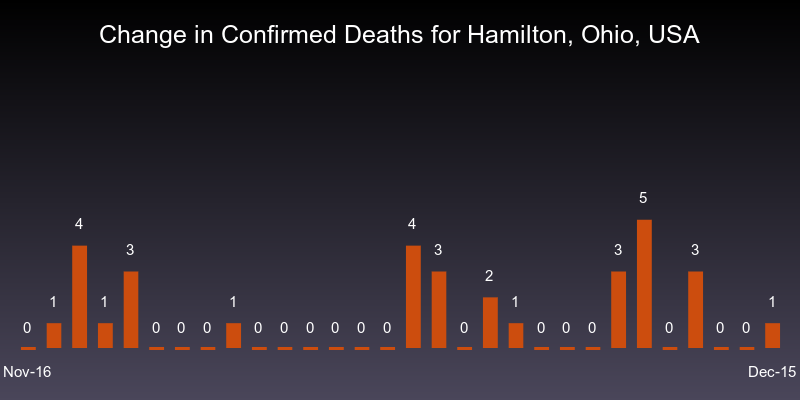 Change in Confirmed Deaths for Hamilton, Ohio, USA
0 1 4 1 3 0 0 0 1 0 0 0 0 0 0 4 3 0 2 1 0 0 0 3 5 0 3 0 0 1
Nov-16 Dec-15